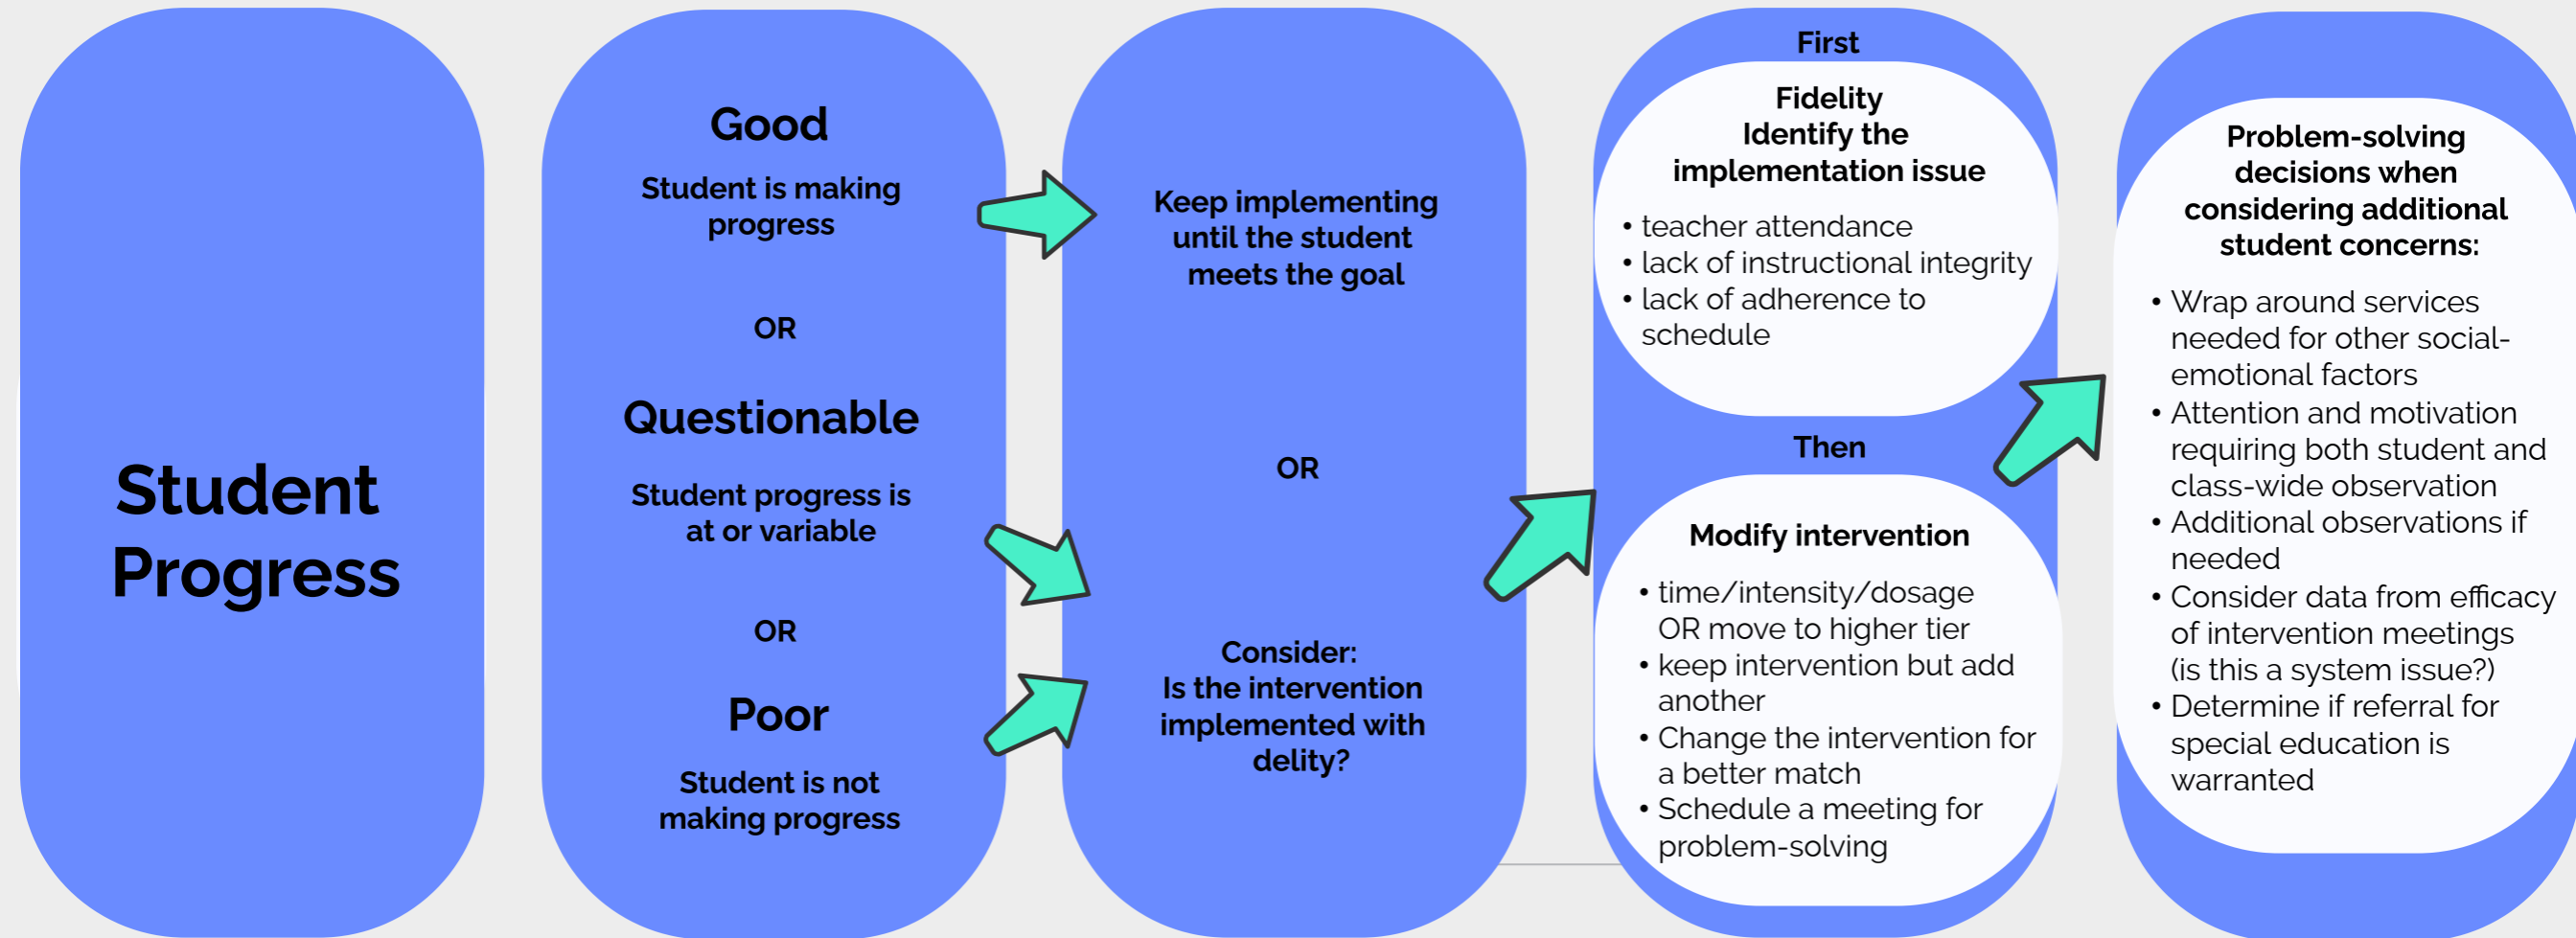 Student
Progress
Good
Student is making
progress
OR
Questionable
Student progress is
at or variable
OR
Poor
Student is not
making progress
Keep implementing
until the student
meets the goal
OR
Consider:
Is the intervention
implemented with
delity?
First
Fidelity
Identify the
implementation issue
• teacher attendance
• lack of instructional integrity
• lack of adherence to
schedule
Then
Modify intervention
• time/intensity/dosage
OR move to higher tier
• keep intervention but add
another
• Change the intervention for
a better match
• Schedule a meeting for
problem-solving
Problem-solving
decisions when
considering additional
student concerns:
• Wrap around services
needed for other social-
emotional factors
• Attention and motivation
requiring both student and
class-wide observation
• Additional observations if
needed
• Consider data from efficacy
of intervention meetings
(is this a system issue?)
• Determine if referral for
special education is
warranted